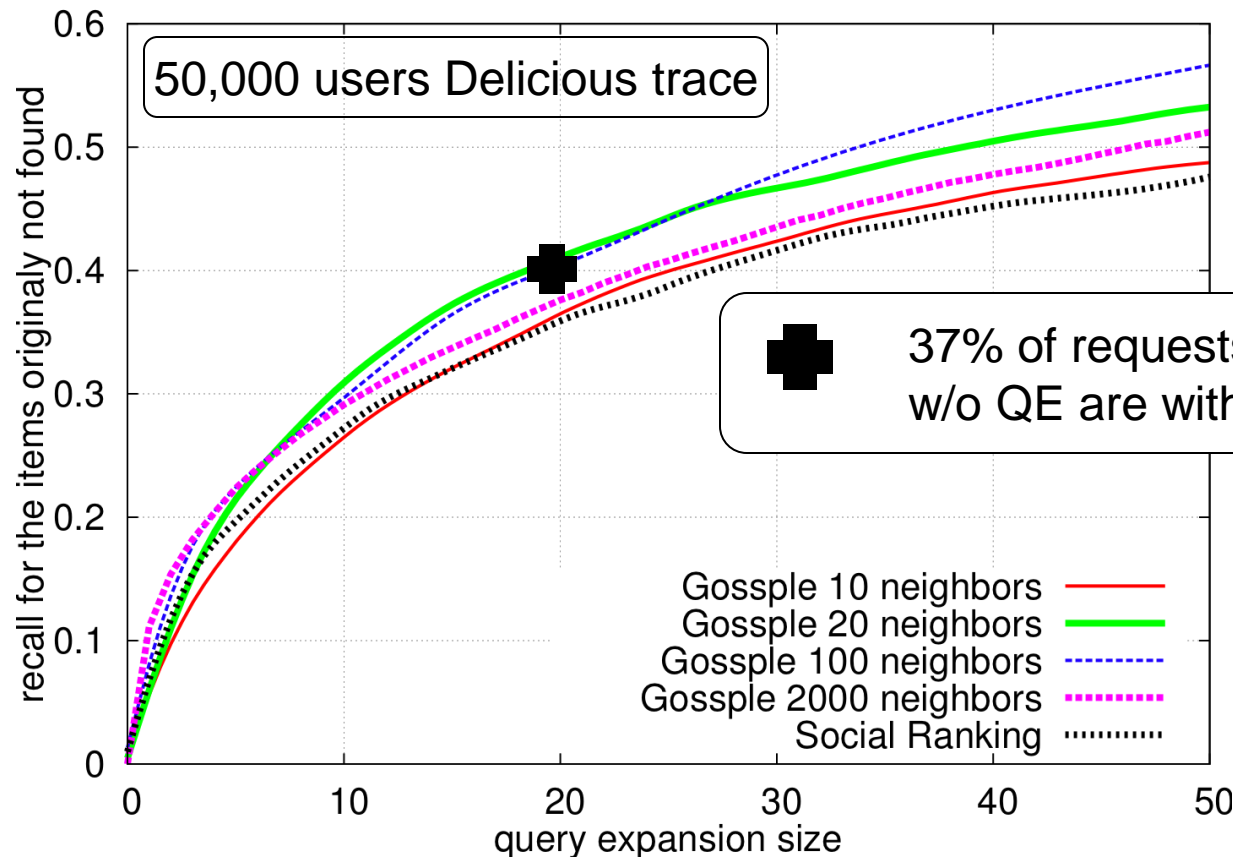 50,000 users Delicious trace
0.6
0.5
0.4
0.3
0.2
0.1
0
recall for the items originaly not found
37% of requests
w/o QE are with
Gossple 10 neighbors
Gossple 20 neighbors
Gossple 100 neighbors
Gossple 2000 neighbors
Social Ranking
0 10 20 30 40 50
query expansion size